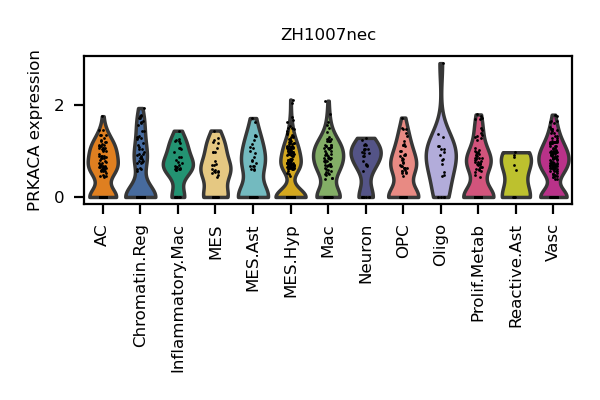 ZH1007nec
PRKACA expression
2
0
AC
Chromatin.Reg
Inflammatory.Mac
MES
MES.Ast
MES.Hyp
Mac
Neuron
OPC
Oligo
Prolif.Metab
Reactive.Ast
Vasc